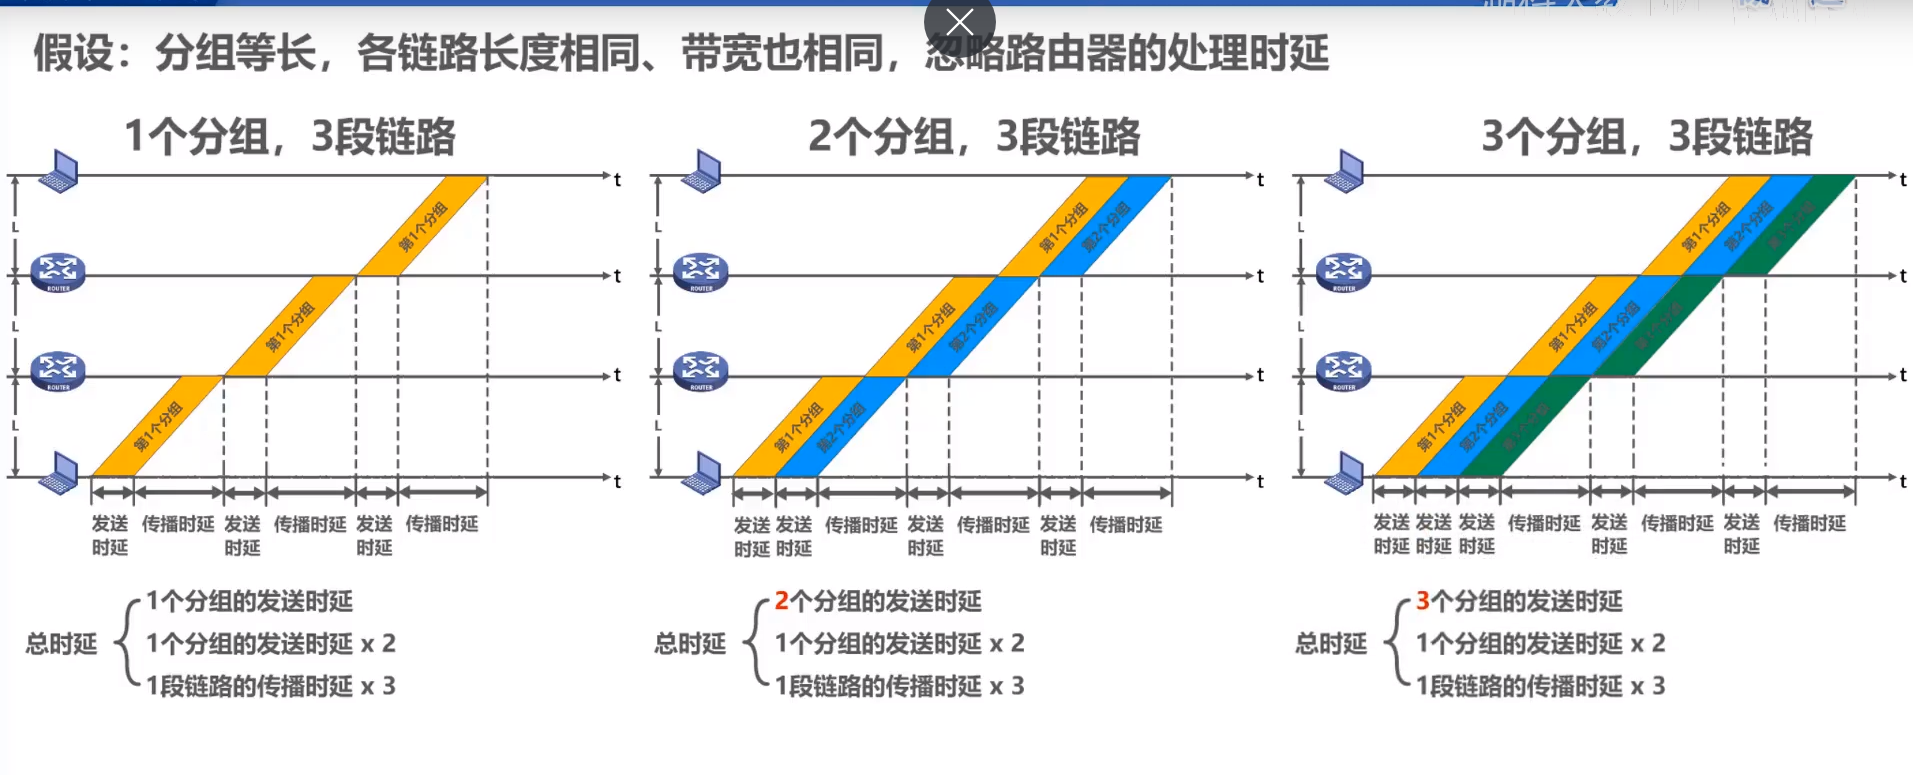 假设：分组等长，各链路长度相同、带宽也相同，忽略路由器的处理时延
1个分组，3段链路
t
L
第1个分组
ROUTER
t
L
第1个分组
ROUTER
t
L
第1个分组
t
发送时延
传播时延
发送时延
传播时延
发送时延
传播时延
总时延
1个分组的发送时延
1个分组的发送时延 x 2
1段链路的传播时延 x 3
2个分组，3段链路
t
L
第1个分组
第2个分组
ROUTER
t
L
第1个分组
第2个分组
ROUTER
t
L
第1个分组
第2个分组
t
发送时延
发送时延
传播时延
发送时延
传播时延
发送时延
传播时延
总时延
2个分组的发送时延
1个分组的发送时延 x 2
1段链路的传播时延 x 3
3个分组，3段链路
t
L
第1个分组
第2个分组
ROUTER
t
L
第1个分组
第2个分组
ROUTER
t
L
第1个分组
第2个分组
t
发送时延
发送时延
发送时延
传播时延
发送时延
传播时延
发送时延
传播时延
总时延
3个分组的发送时延
1个分组的发送时延 x 2
1段链路的传播时延 x 3